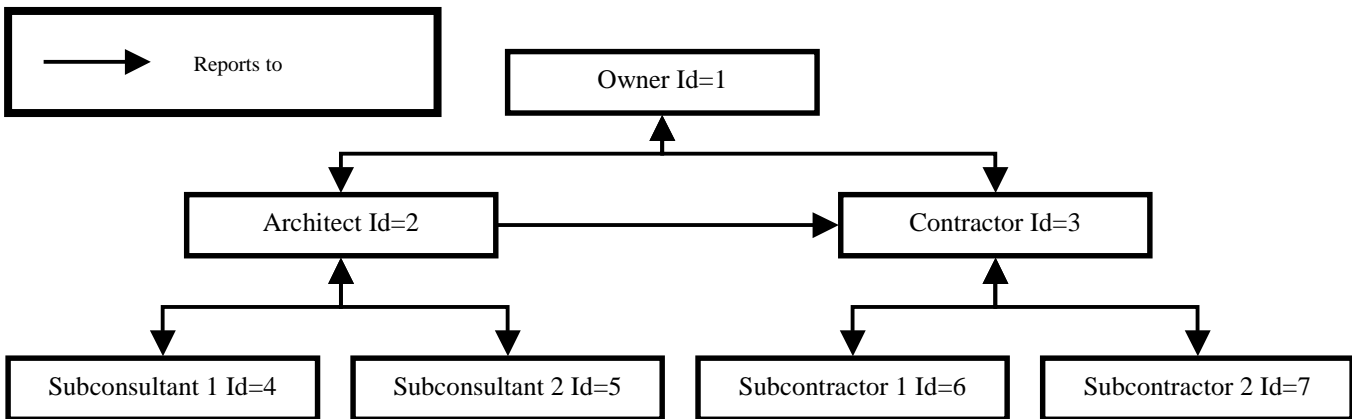 Reports to
Owner Id=1
Architect Id=2
Contractor Id=3
Subconsultant 1 Id=4
Subconsultant 2 Id=5
Subcontractor 1 Id=6
Subcontractor 2 Id=7